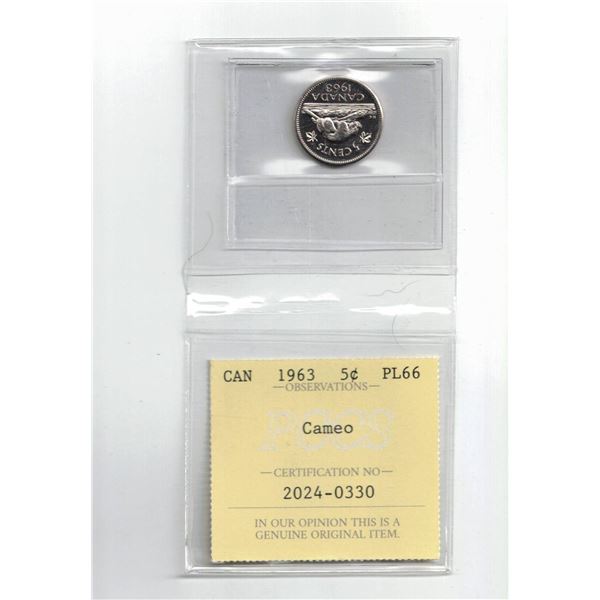 5 CENTS
CANADA
1963
CAN 1963 5¢ PL66
OBSERVATIONS
PCCS
Cameo
CERTIFICATION NO
2024-0330
IN OUR OPINION THIS IS A
GENUINE ORIGINAL ITEM.